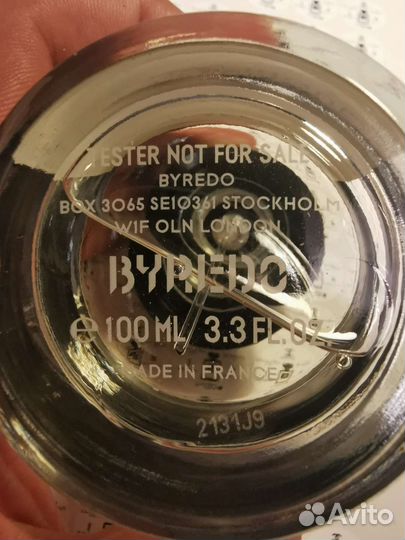 ESTER NOT FOR SALE
BYREDO
BOX 3065 SE10361 STOCKHOLM
W1F OLN LONDON
BYREDO
℮ 100 ML 3.3 FL.OZ.
MADE IN FRANCE
2131J9
Avito